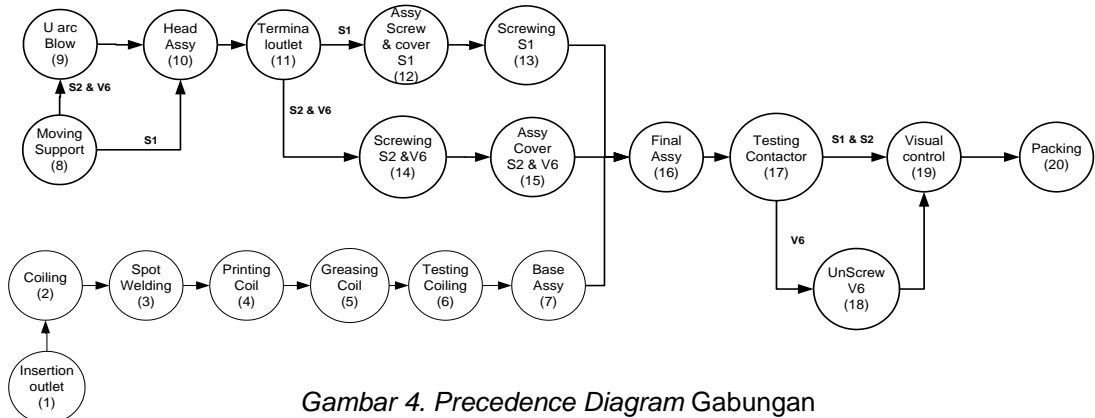 U arc
Blow
(9)
Head
Assy
(10)
Termina
loutlet
(11)
S1
Assy
Screw
& cover
S1
(12)
Screwing
S1
(13)
S2 & V6
S2 & V6
Moving
Support
(8)
S1
Screwing
S2 &V6
(14)
Assy
Cover
S2 & V6
(15)
Final
Assy
(16)
Testing
Contactor
(17)
S1 & S2
Visual
control
(19)
Packing
(20)
V6
UnScrew
V6
(18)
Coiling
(2)
Spot
Welding
(3)
Printing
Coil
(4)
Greasing
Coil
(5)
Testing
Coiling
(6)
Base
Assy
(7)
Insertion
outlet
(1)
Gambar 4. Precedence Diagram Gabungan